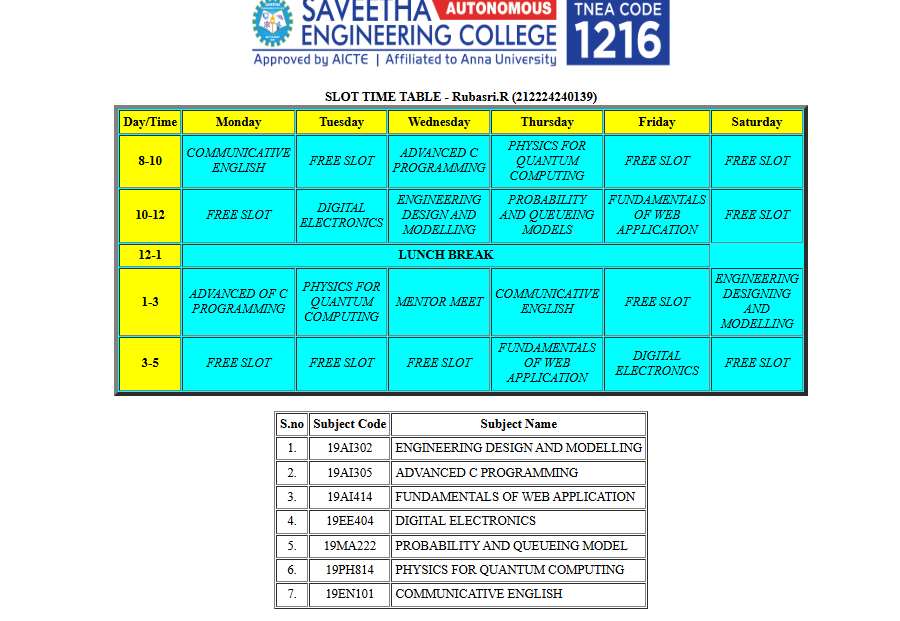 SAVEETHA AUTONOMOUS
ENGINEERING COLLEGE
Approved by AICTE | Affiliated to Anna University
TNEA CODE
1216
SLOT TIME TABLE - Rubasri.R (212224240139)
Day/Time Monday Tuesday Wednesday Thursday Friday Saturday
8-10 COMMUNICATIVE ENGLISH FREE SLOT ADVANCED C PROGRAMMING PHYSICS FOR QUANTUM COMPUTING FREE SLOT FREE SLOT
10-12 FREE SLOT DIGITAL ELECTRONICS ENGINEERING DESIGN AND MODELLING PROBABILITY AND QUEUEING MODELS FUNDAMENTALS OF WEB APPLICATION FREE SLOT
12-1 LUNCH BREAK
1-3 ADVANCED OF C PROGRAMMING PHYSICS FOR QUANTUM COMPUTING MENTOR MEET COMMUNICATIVE ENGLISH FREE SLOT ENGINEERING DESIGNING AND MODELLING
3-5 FREE SLOT FREE SLOT FREE SLOT FUNDAMENTALS OF WEB APPLICATION DIGITAL ELECTRONICS FREE SLOT
S.no Subject Code Subject Name
1. 19AI302 ENGINEERING DESIGN AND MODELLING
2. 19AI305 ADVANCED C PROGRAMMING
3. 19AI414 FUNDAMENTALS OF WEB APPLICATION
4. 19EE404 DIGITAL ELECTRONICS
5. 19MA222 PROBABILITY AND QUEUEING MODEL
6. 19PH814 PHYSICS FOR QUANTUM COMPUTING
7. 19EN101 COMMUNICATIVE ENGLISH